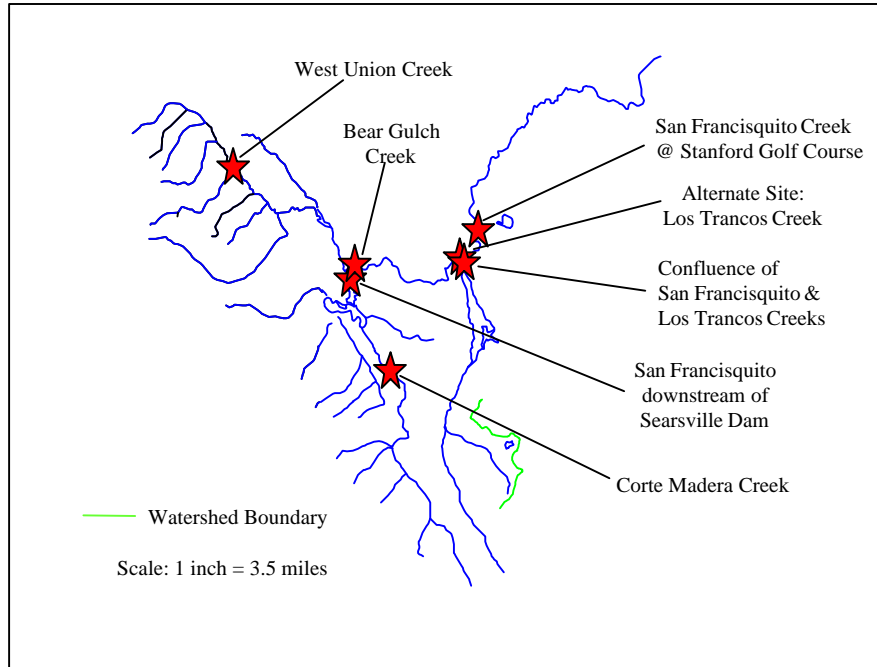 West Union Creek
Bear Gulch
Creek
San Francisquito Creek
@ Stanford Golf Course
Alternate Site:
Los Trancos Creek
Confluence of
San Francisquito &
Los Trancos Creeks
San Francisquito
downstream of
Searsville Dam
Corte Madera Creek
Watershed Boundary
Scale: 1 inch = 3.5 miles